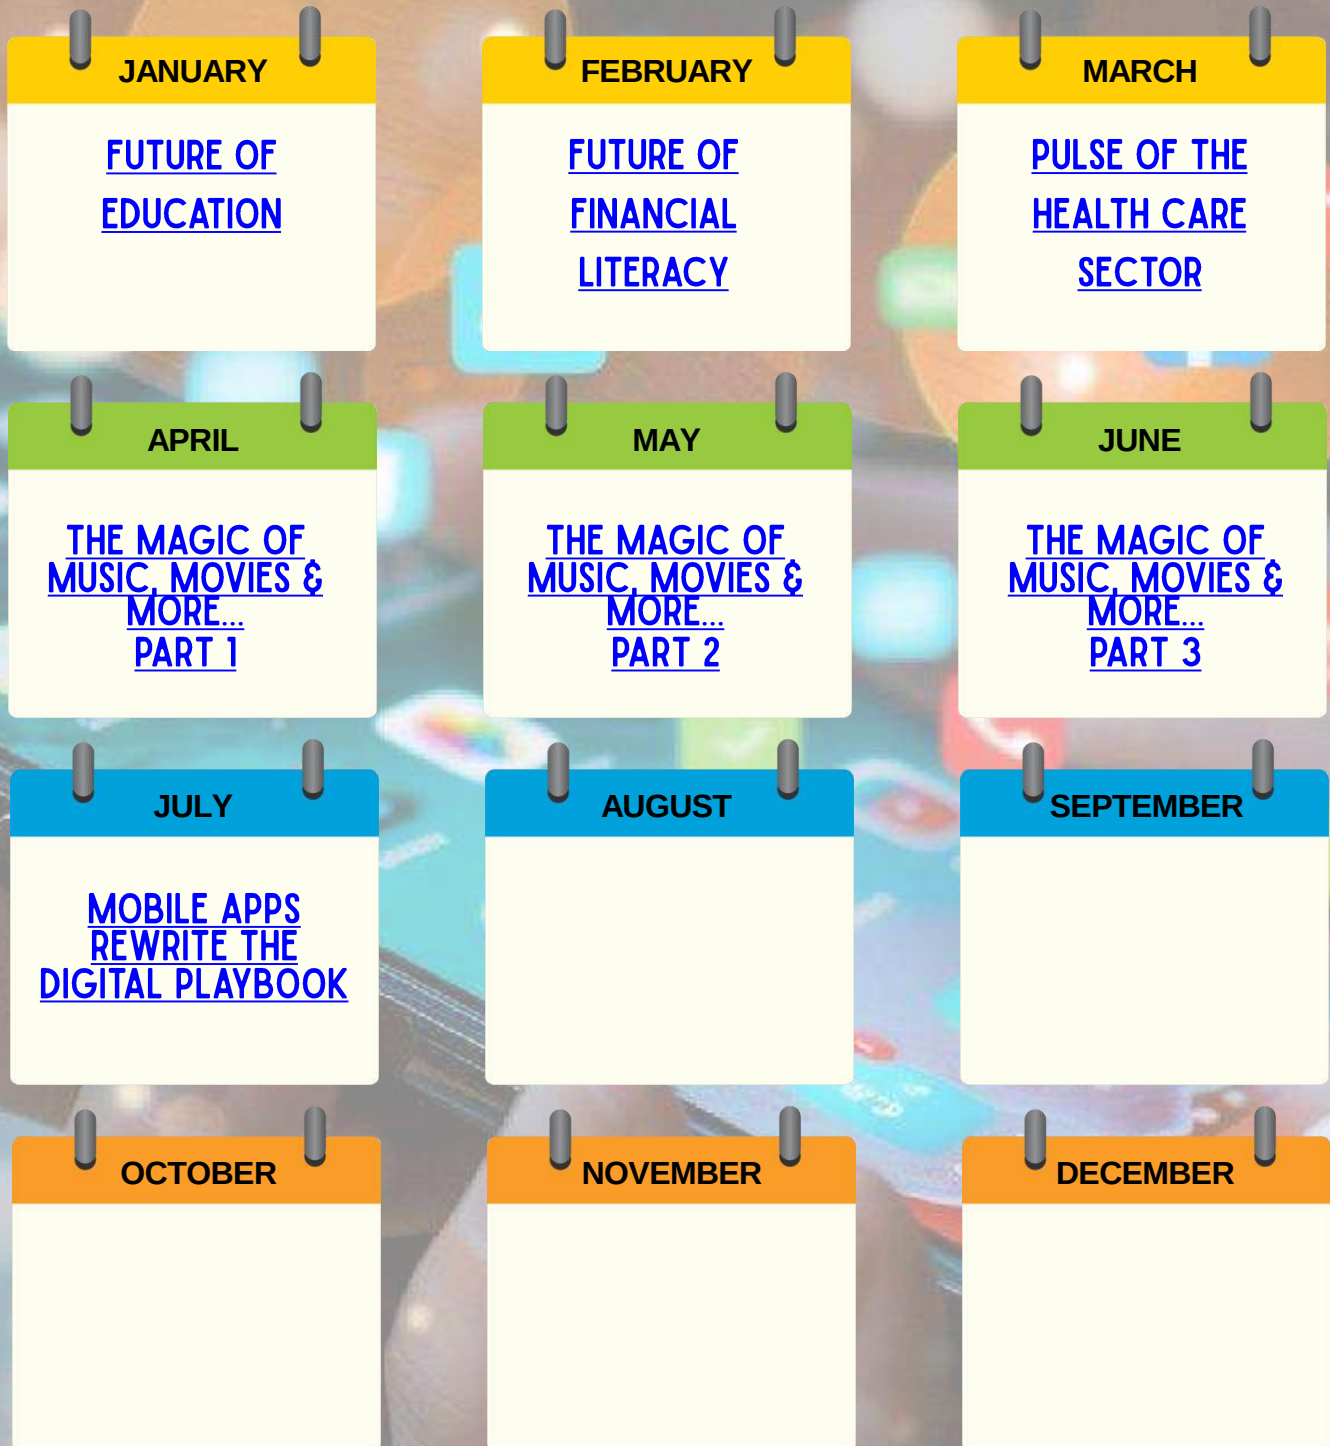 JANUARY
FUTURE OF
EDUCATION
FEBRUARY
FUTURE OF
FINANCIAL
LITERACY
MARCH
PULSE OF THE
HEALTH CARE
SECTOR
APRIL
THE MAGIC OF
MUSIC, MOVIES &
MORE...
PART 1
MAY
THE MAGIC OF
MUSIC, MOVIES &
MORE...
PART 2
JUNE
THE MAGIC OF
MUSIC, MOVIES &
MORE...
PART 3
JULY
MOBILE APPS
REWRITE THE
DIGITAL PLAYBOOK
AUGUST
SEPTEMBER
OCTOBER
NOVEMBER
DECEMBER